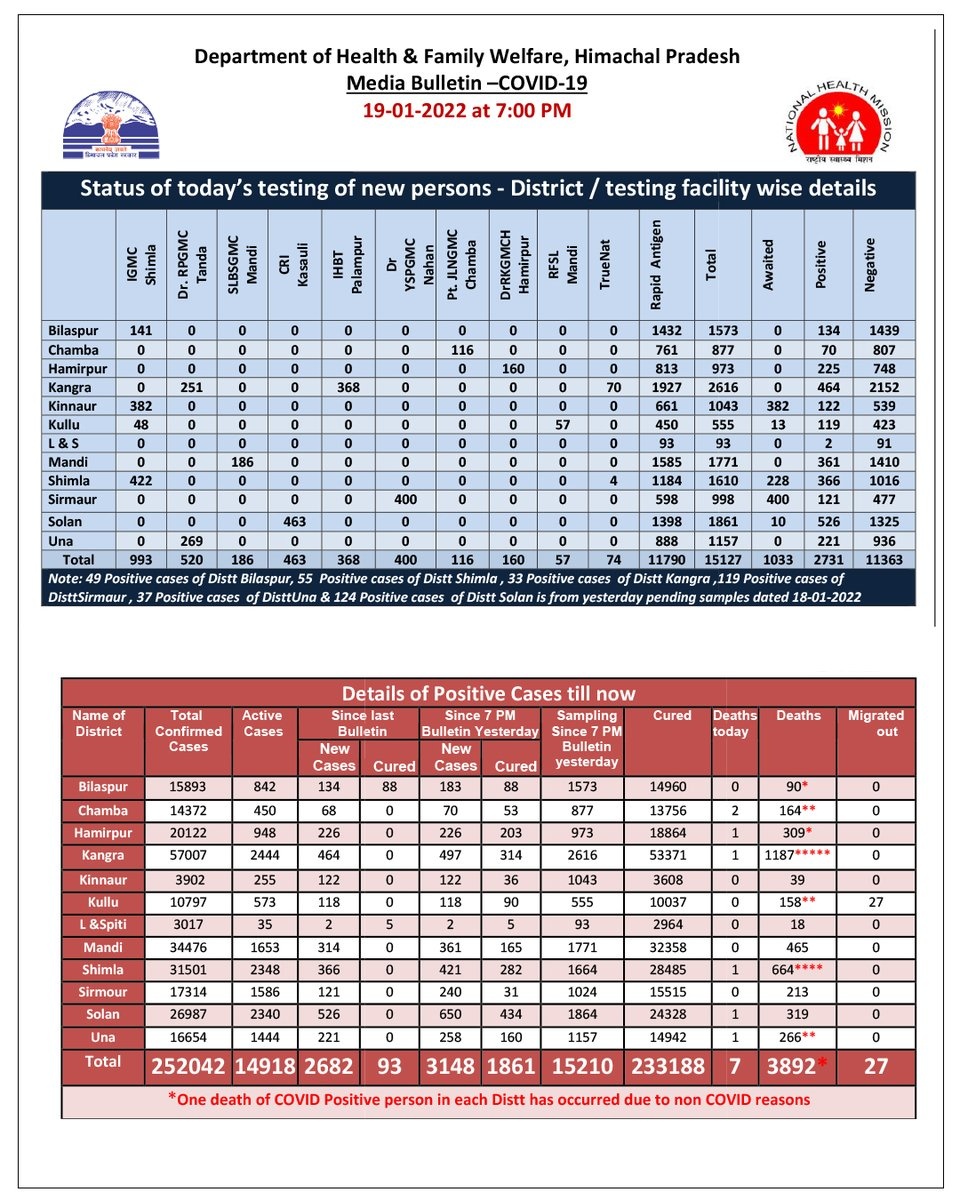 Department of Health & Family Welfare, Himachal Pradesh
Media Bulletin –COVID-19
19-01-2022 at 7:00 PM
NATIONAL HEALTH MISSION
राष्ट्रीय स्वास्थ्य मिशन
सत्यमेव जयते
हिमाचल प्रदेश सरकार
Status of today’s testing of new persons - District / testing facility wise details
IGMC Shimla Dr. RPGMC Tanda SLBSGMC Mandi CRI Kasauli IHBT Palampur Dr YSPGMC Nahan Pt. JLNGMC Chamba DrRKGMCH Hamirpur RFSL Mandi TrueNat Rapid Antigen Total Awaited Positive Negative
Bilaspur 141 0 0 0 0 0 0 0 0 0 1432 1573 0 134 1439
Chamba 0 0 0 0 0 0 116 0 0 0 761 877 0 70 807
Hamirpur 0 0 0 0 0 0 0 160 0 0 813 973 0 225 748
Kangra 0 251 0 0 368 0 0 0 0 70 1927 2616 0 464 2152
Kinnaur 382 0 0 0 0 0 0 0 0 0 661 1043 382 122 539
Kullu 48 0 0 0 0 0 0 0 57 0 450 555 13 119 423
L & S 0 0 0 0 0 0 0 0 0 0 93 93 0 2 91
Mandi 0 0 186 0 0 0 0 0 0 0 1585 1771 0 361 1410
Shimla 422 0 0 0 0 0 0 0 0 4 1184 1610 228 366 1016
Sirmaur 0 0 0 0 0 400 0 0 0 0 598 998 400 121 477
Solan 0 0 0 463 0 0 0 0 0 0 1398 1861 10 526 1325
Una 0 269 0 0 0 0 0 0 0 0 888 1157 0 221 936
Total 993 520 186 463 368 400 116 160 57 74 11790 15127 1033 2731 11363
Note: 49 Positive cases of Distt Bilaspur, 55 Positive cases of Distt Shimla , 33 Positive cases of Distt Kangra ,119 Positive cases of
DisttSirmaur , 37 Positive cases of DisttUna & 124 Positive cases of Distt Solan is from yesterday pending samples dated 18-01-2022
Details of Positive Cases till now
Name of District Total Confirmed Cases Active Cases Since last Bulletin Since 7 PM Bulletin Yesterday Sampling Since 7 PM Bulletin yesterday Cured Deaths today Deaths Migrated out
New Cases Cured New Cases Cured
Bilaspur 15893 842 134 88 183 88 1573 14960 0 90* 0
Chamba 14372 450 68 0 70 53 877 13756 2 164** 0
Hamirpur 20122 948 226 0 226 203 973 18864 1 309* 0
Kangra 57007 2444 464 0 497 314 2616 53371 1 1187***** 0
Kinnaur 3902 255 122 0 122 36 1043 3608 0 39 0
Kullu 10797 573 118 0 118 90 555 10037 0 158** 27
L &Spiti 3017 35 2 5 2 5 93 2964 0 18 0
Mandi 34476 1653 314 0 361 165 1771 32358 0 465 0
Shimla 31501 2348 366 0 421 282 1664 28485 1 664**** 0
Sirmour 17314 1586 121 0 240 31 1024 15515 0 213 0
Solan 26987 2340 526 0 650 434 1864 24328 1 319 0
Una 16654 1444 221 0 258 160 1157 14942 1 266** 0
Total 252042 14918 2682 93 3148 1861 15210 233188 7 3892* 27
*One death of COVID Positive person in each Distt has occurred due to non COVID reasons